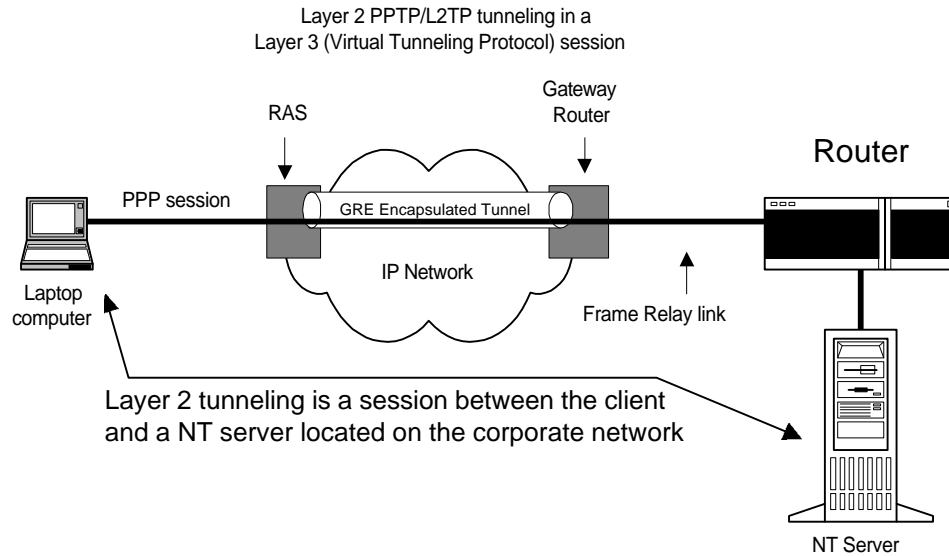 Layer 2 PPTP/L2TP tunneling in a
Layer 3 (Virtual Tunneling Protocol) session
Gateway
Router
RAS
Router
PPP session
GRE Encapsulated Tunnel
IP Network
Laptop
computer
Frame Relay link
Layer 2 tunneling is a session between the client
and a NT server located on the corporate network
NT Server